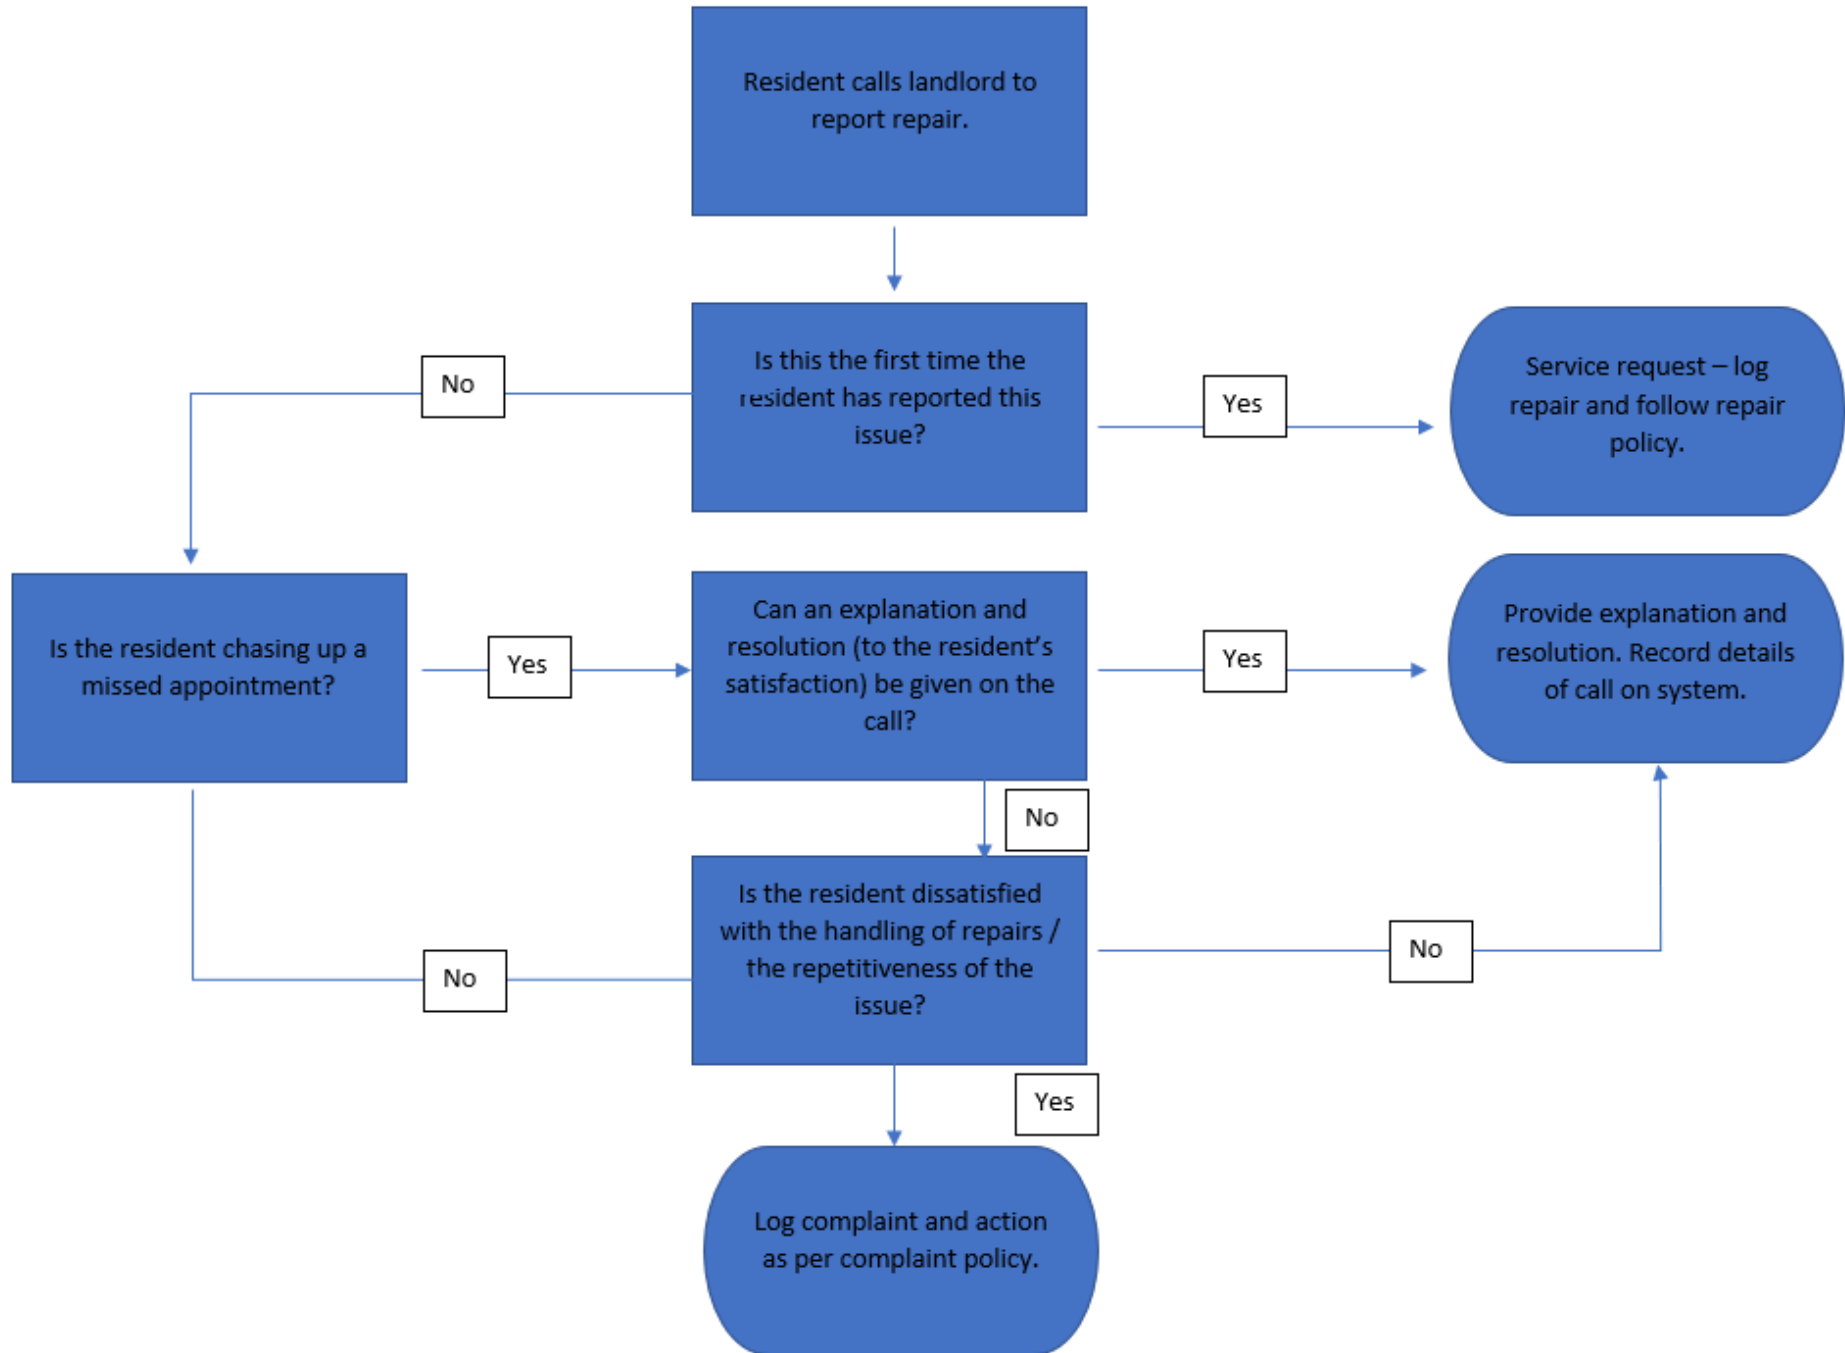 Resident calls landlord to
report repair.
Is this the first time the
resident has reported this
issue?
No
Yes
Service request – log
repair and follow repair
policy.
Is the resident chasing up a
missed appointment?
Yes
Can an explanation and
resolution (to the resident’s
satisfaction) be given on the
call?
Yes
Provide explanation and
resolution. Record details
of call on system.
No
Is the resident dissatisfied
with the handling of repairs /
the repetitiveness of the
issue?
No
No
Yes
Log complaint and action
as per complaint policy.